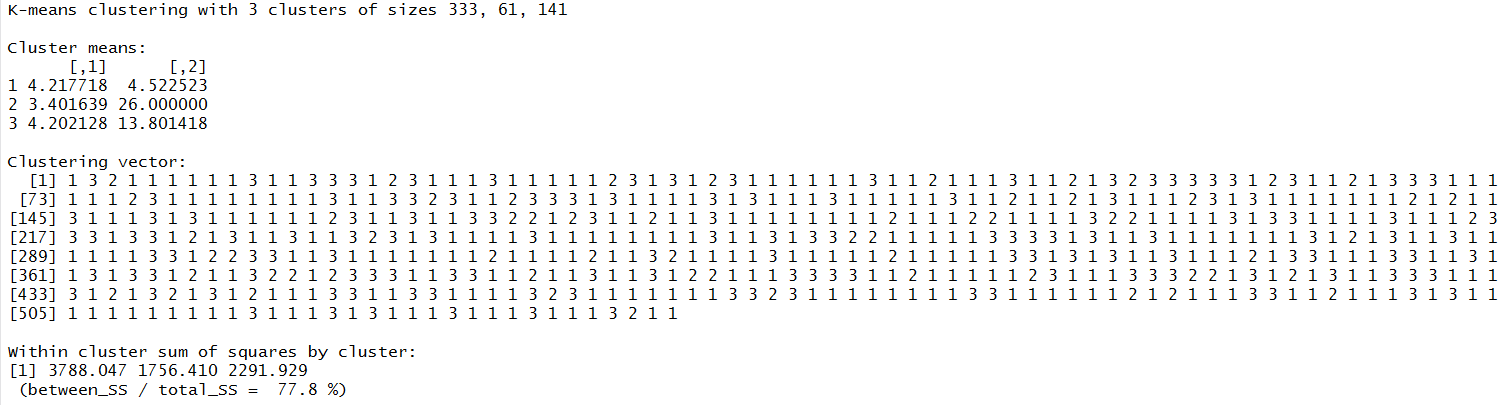 K-means clustering with 3 clusters of sizes 333, 61, 141
Cluster means:
[,1] [,2]
1 4.217718 4.522523
2 3.401639 26.000000
3 4.202128 13.801418
Clustering vector:
[1] 1 3 2 1 1 1 1 1 1 3 1 1 3 3 3 1 2 3 1 1 1 3 1 1 1 1 1 2 3 1 3 1 2 3 1 1 1 1 1 1 3 1 1 2 1 1 1 3 1 1 2 1 3 2 3 3 3 3 3 1 2 3 1 1 2 1 3 3 3 1 1 1
[73] 1 1 1 2 3 1 1 1 1 1 1 1 1 3 1 1 3 3 2 3 1 1 2 3 3 3 1 3 1 1 1 1 3 1 3 1 1 1 3 1 1 1 1 1 3 1 1 2 1 1 2 1 3 1 1 1 2 3 1 3 1 1 1 1 1 1 1 2 1 2 1 1
[145] 3 1 1 1 3 1 3 1 1 1 1 1 1 2 3 1 1 3 1 1 3 3 2 2 1 2 3 1 1 2 1 1 3 1 1 1 1 1 1 1 1 2 1 1 1 2 2 1 1 1 1 3 2 2 1 1 1 1 3 1 3 3 1 1 1 1 3 1 1 1 2 3
[217] 3 3 1 3 3 1 2 1 3 1 1 3 1 1 3 2 3 1 3 1 1 1 1 3 1 1 1 1 1 1 1 1 3 1 1 3 1 3 3 2 2 1 1 1 1 1 3 3 3 3 1 3 1 1 3 1 1 1 1 1 1 1 3 1 2 1 3 1 1 3 1 1
[289] 1 1 1 1 3 3 1 2 2 3 3 1 1 3 1 1 1 1 1 1 1 2 1 1 1 1 2 1 1 3 2 1 1 1 1 3 1 1 1 1 1 2 1 1 1 1 1 3 3 1 3 1 3 1 1 3 1 1 1 2 1 3 3 1 1 1 3 3 1 1 3 1
[361] 1 3 1 3 3 1 2 1 1 3 2 2 1 2 3 3 3 1 1 3 3 1 1 2 1 1 3 1 1 3 1 2 2 1 1 1 3 3 3 3 1 1 2 1 1 1 1 1 2 3 1 1 1 3 3 3 2 2 1 3 1 2 1 3 1 1 3 3 3 1 1 1
[433] 3 1 2 1 3 2 1 3 1 2 1 1 1 3 3 1 1 3 3 1 1 1 1 3 2 3 1 1 1 1 1 1 1 3 3 2 3 1 1 1 1 1 1 1 1 3 3 1 1 1 1 1 1 2 1 2 1 1 1 3 3 1 1 2 1 1 1 3 1 3 1 1
[505] 1 1 1 1 1 1 1 1 1 3 1 1 1 3 1 3 1 1 1 3 1 1 1 3 1 1 1 3 2 1 1
Within cluster sum of squares by cluster:
[1] 3788.047 1756.410 2291.929
(between_SS / total_SS = 77.8 %)